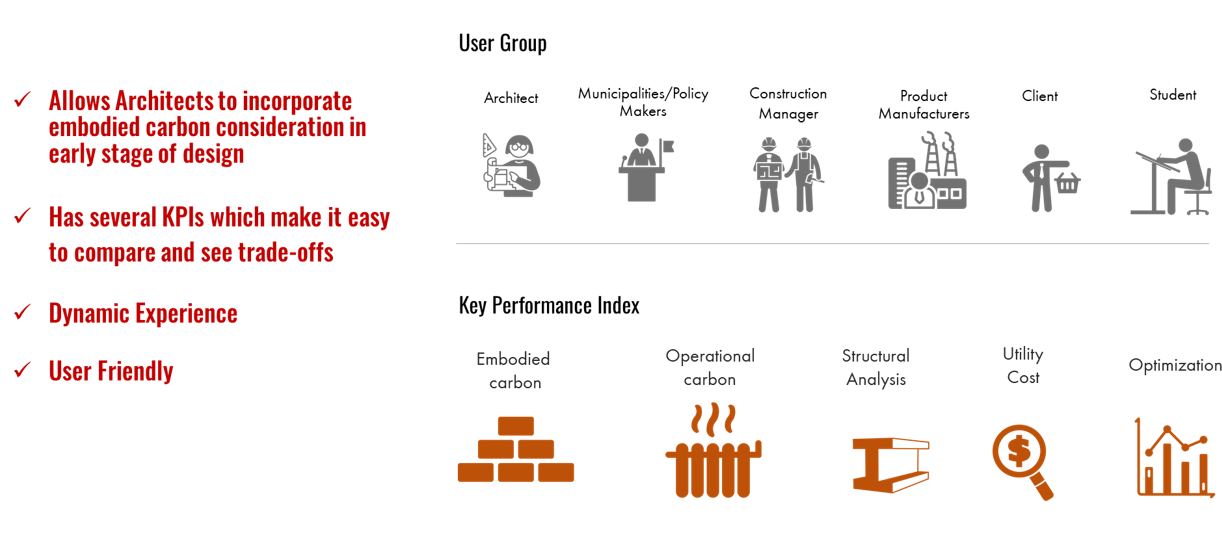 Allows Architects to incorporate
embodied carbon consideration in
early stage of design
Has several KPIs which make it easy
to compare and see trade-offs
Dynamic Experience
User Friendly
User Group
Architect
Municipalities/Policy
Makers
Construction
Manager
Product
Manufacturers
Client
Student
Key Performance Index
Embodied
carbon
Operational
carbon
Structural
Analysis
Utility
Cost
Optimization
$